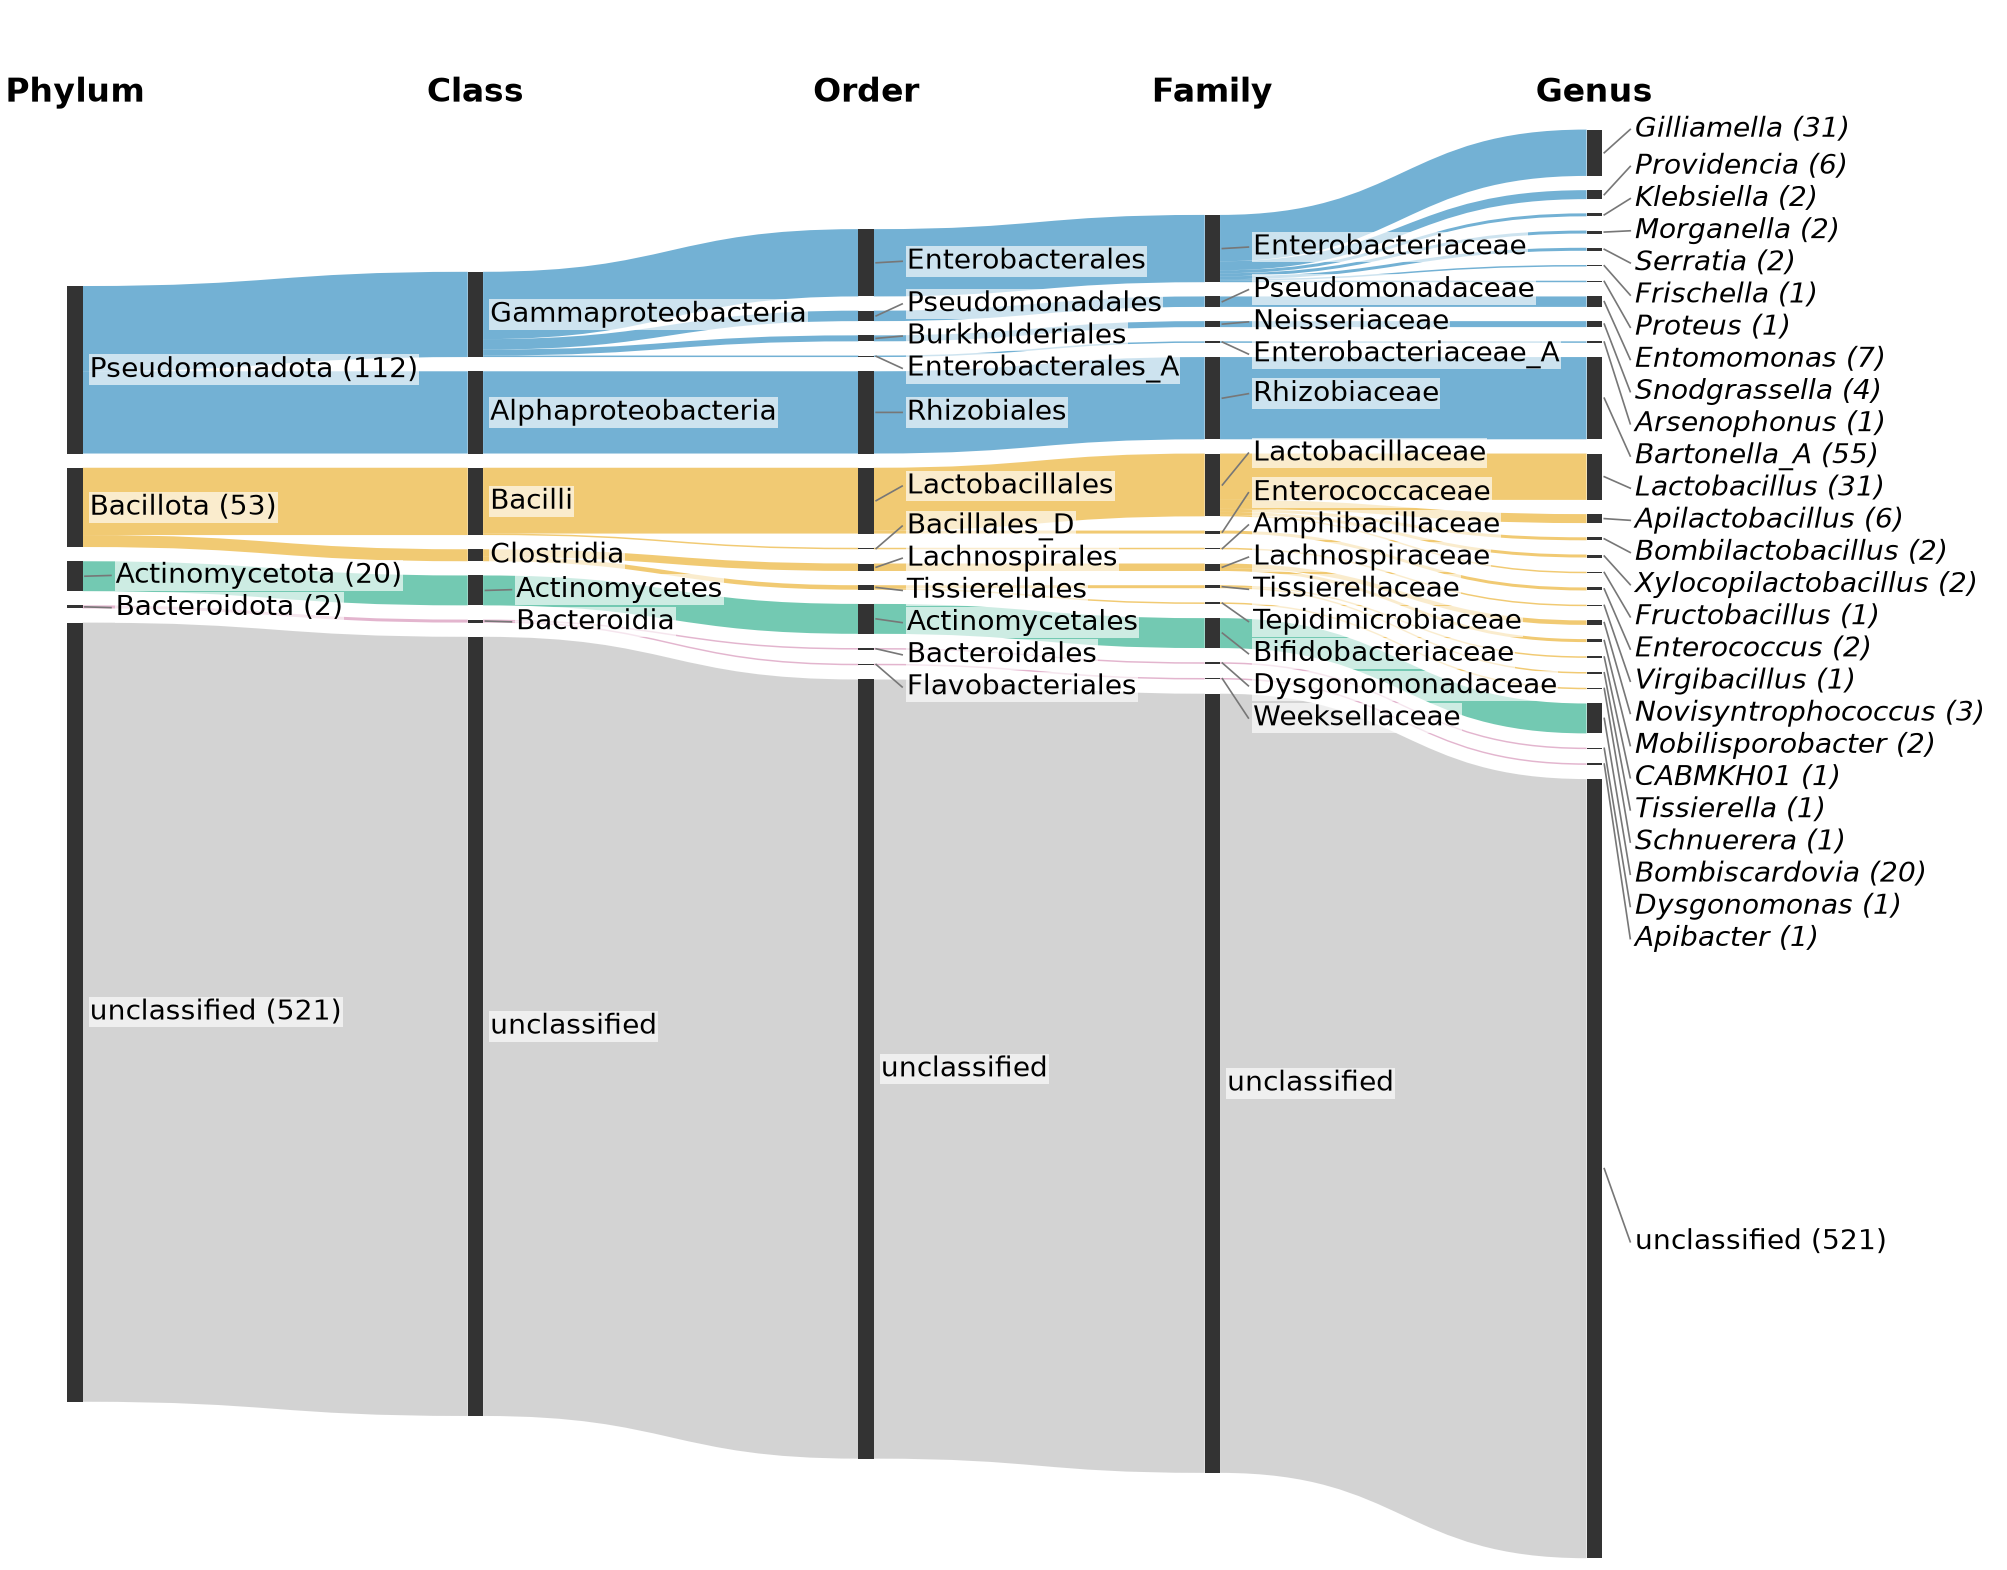 Phylum
Class
Order
Family
Genus
Pseudomonadota (112)
Bacillota (53)
Actinomycetota (20)
Bacteroidota (2)
unclassified (521)
Gammaproteobacteria
Alphaproteobacteria
Bacilli
Clostridia
Actinomycetes
Bacteroidia
unclassified
Enterobacterales
Pseudomonadales
Burkholderiales
Enterobacterales_A
Rhizobiales
Lactobacillales
Bacillales_D
Lachnospirales
Tissierellales
Actinomycetales
Bacteroidales
Flavobacteriales
unclassified
Enterobacteriaceae
Pseudomonadaceae
Neisseriaceae
Enterobacteriaceae_A
Rhizobiaceae
Lactobacillaceae
Enterococcaceae
Amphibacillaceae
Lachnospiraceae
Tissierellaceae
Tepidimicrobiaceae
Bifidobacteriaceae
Dysgonomonadaceae
Weeksellaceae
unclassified
Gilliamella (31)
Providencia (6)
Klebsiella (2)
Morganella (2)
Serratia (2)
Frischella (1)
Proteus (1)
Entomomonas (7)
Snodgrassella (4)
Arsenophonus (1)
Bartonella_A (55)
Lactobacillus (31)
Apilactobacillus (6)
Bombilactobacillus (2)
Xylocopilactobacillus (2)
Fructobacillus (1)
Enterococcus (2)
Virgibacillus (1)
Novisyntrophococcus (3)
Mobilisporobacter (2)
CABMKH01 (1)
Tissierella (1)
Schnuerera (1)
Bombiscardovia (20)
Dysgonomonas (1)
Apibacter (1)
unclassified (521)